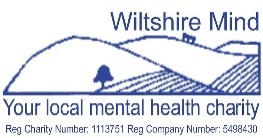 Wiltshire Mind
Your local mental health charity
Reg Charity Number: 1113751 Reg Company Number: 5498430